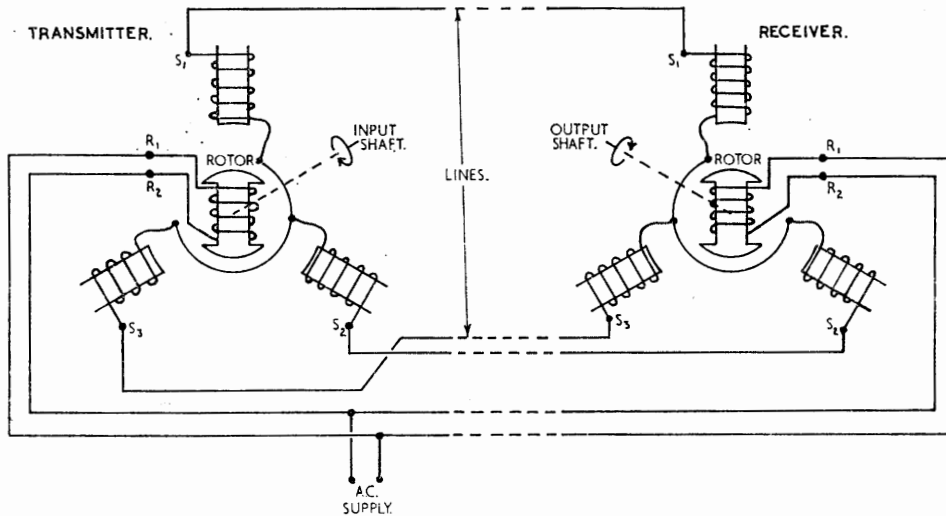 TRANSMITTER.
RECEIVER.
S1
S1
INPUT
SHAFT.
OUTPUT
SHAFT.
R1
ROTOR
ROTOR
R1
R2
LINES.
R2
S3
S2
S3
S2
A.C.
SUPPLY.